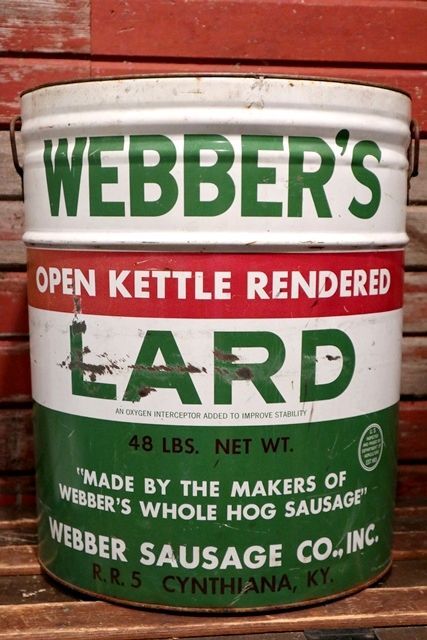 WEBBER'S
OPEN KETTLE RENDERED
LARD
AN OXYGEN INTERCEPTOR ADDED TO IMPROVE STABILITY
48 LBS. NET WT.
"MADE BY THE MAKERS OF
WEBBER'S WHOLE HOG SAUSAGE"
WEBBER SAUSAGE CO., INC.
R.R. 5 CYNTHIANA, KY.